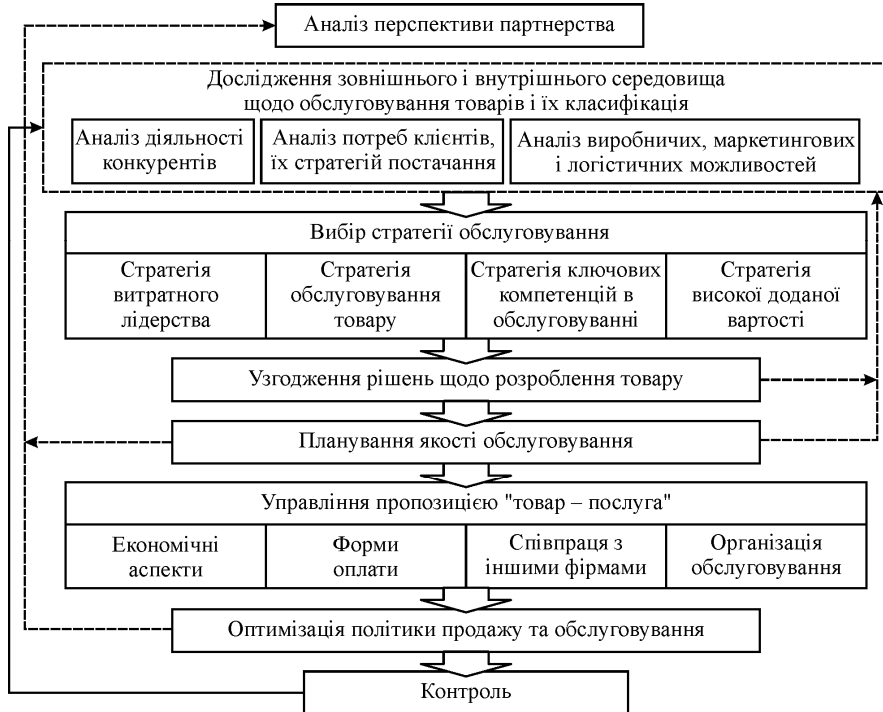 Аналіз перспективи партнерства
Дослідження зовнішнього і внутрішнього середовища
щодо обслуговування товарів і їх класифікація
Аналіз діяльності
конкурентів
Аналіз потреб клієнтів,
їх стратегій постачання
Аналіз виробничих, маркетингових
і логістичних можливостей
Вибір стратегії обслуговування
Стратегія
витратного
лідерства
Стратегія
обслуговування
товару
Стратегія ключових
компетенцій в
обслуговуванні
Стратегія
високої доданої
вартості
Узгодження рішень щодо розроблення товару
Планування якості обслуговування
Управління пропозицією "товар – послуга"
Економічні
аспекти
Форми
оплати
Співпраця з
іншими фірмами
Організація
обслуговування
Оптимізація політики продажу та обслуговування
Контроль